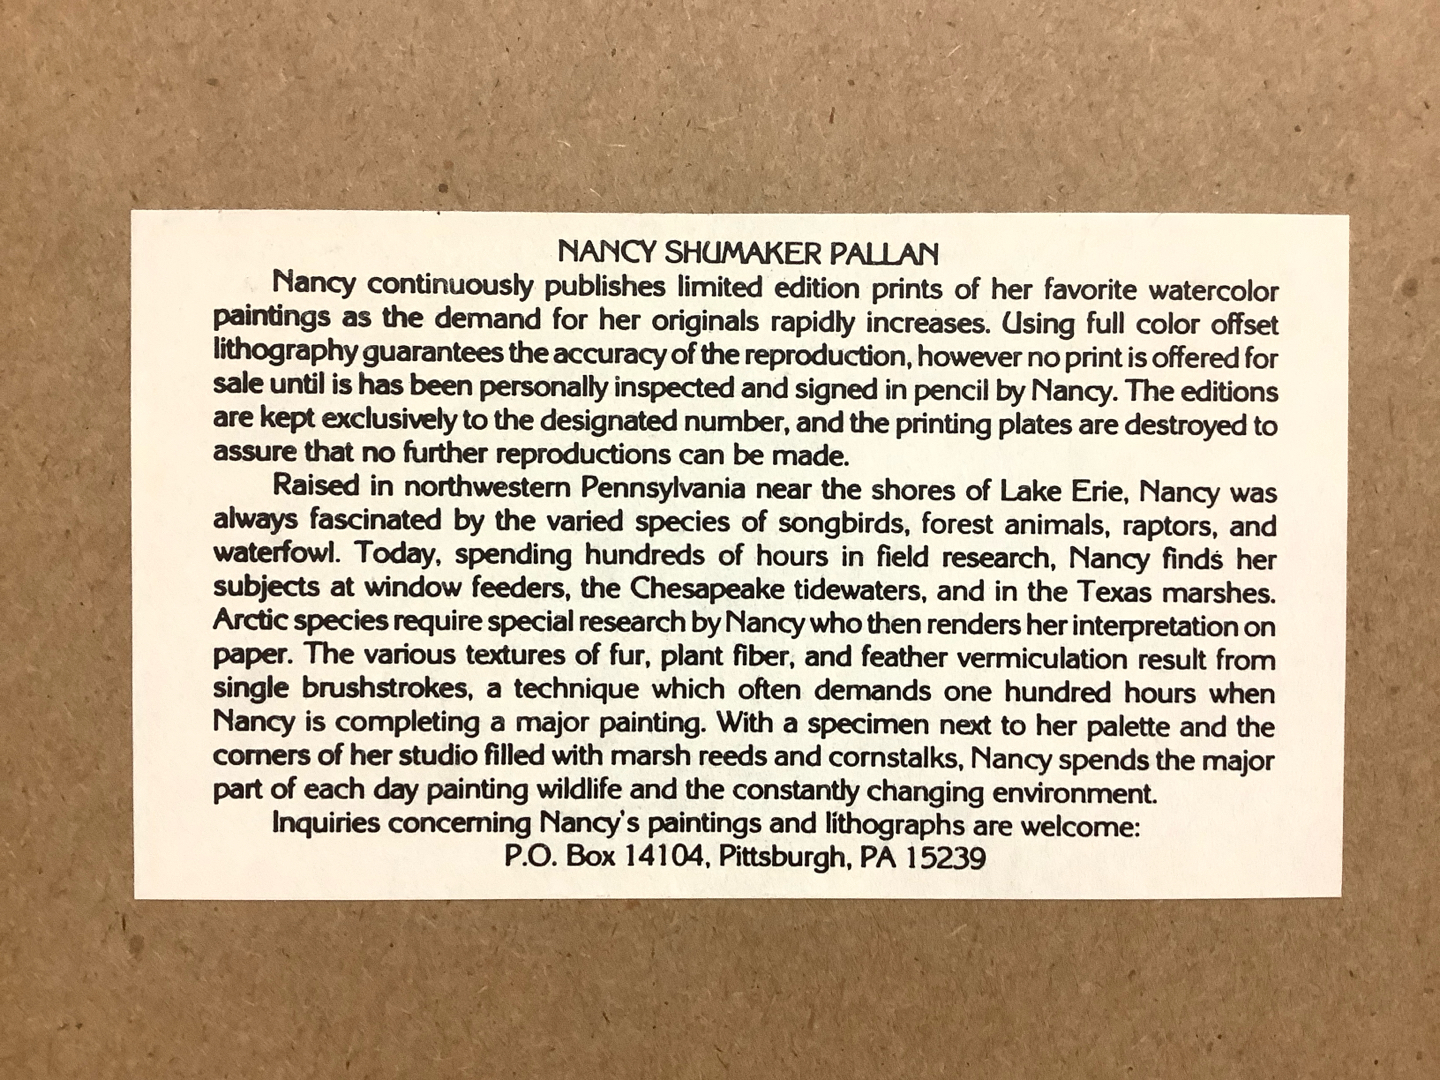 NANCY SHUMAKER PALLAN
Nancy continuously publishes limited edition prints of her favorite watercolor
paintings as the demand for her originals rapidly increases. Using full color offset
lithography guarantees the accuracy of the reproduction, however no print is offered for
sale until is has been personally inspected and signed in pencil by Nancy. The editions
are kept exclusively to the designated number, and the printing plates are destroyed to
assure that no further reproductions can be made.
Raised in northwestern Pennsylvania near the shores of Lake Erie, Nancy was
always fascinated by the varied species of songbirds, forest animals, raptors, and
waterfowl. Today, spending hundreds of hours in field research, Nancy finds her
subjects at window feeders, the Chesapeake tidewaters, and in the Texas marshes.
Arctic species require special research by Nancy who then renders her interpretation on
paper. The various textures of fur, plant fiber, and feather vermiculation result from
single brushstrokes, a technique which often demands one hundred hours when
Nancy is completing a major painting. With a specimen next to her palette and the
corners of her studio filled with marsh reeds and cornstalks, Nancy spends the major
part of each day painting wildlife and the constantly changing environment.
Inquiries concerning Nancy's paintings and lithographs are welcome:
P.O. Box 14104, Pittsburgh, PA 15239